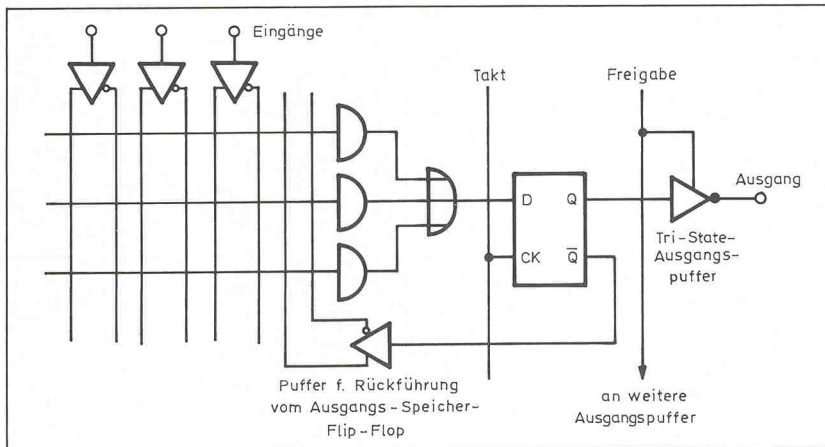 Eingänge
Takt
Freigabe
D
Q
CK
Q̅
Ausgang
Tri-State-
Ausgangs-
puffer
Puffer f. Rückführung
vom Ausgangs-Speicher-
Flip-Flop
an weitere
Ausgangspuffer